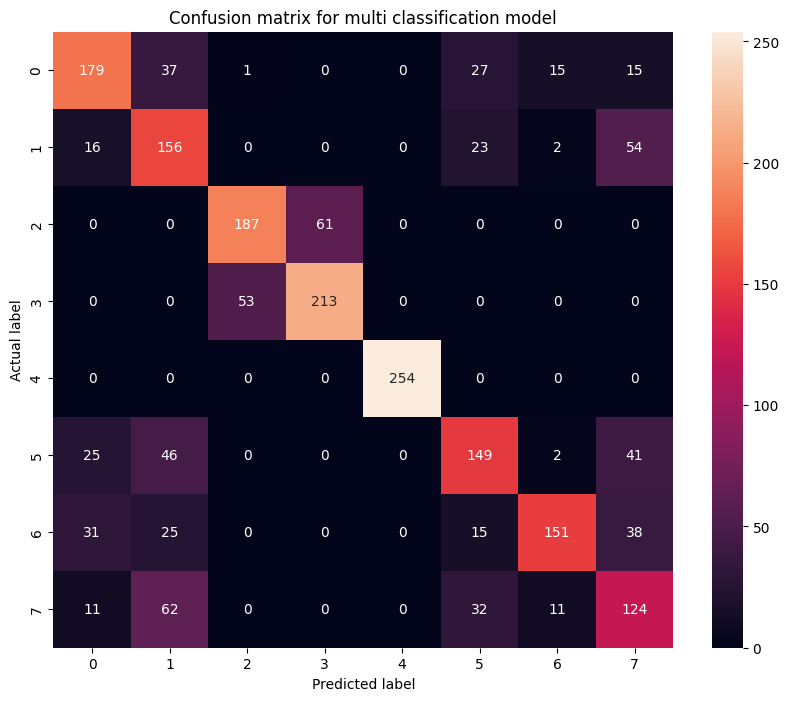 Confusion matrix for multi classification model
0 179 37 1 0 0 27 15 15
1 16 156 0 0 0 23 2 54
2 0 0 187 61 0 0 0 0
3 0 0 53 213 0 0 0 0
4 0 0 0 0 254 0 0 0
5 25 46 0 0 0 149 2 41
6 31 25 0 0 0 15 151 38
7 11 62 0 0 0 32 11 124
0 1 2 3 4 5 6 7
Predicted label
Actual label
250
200
150
100
50
0